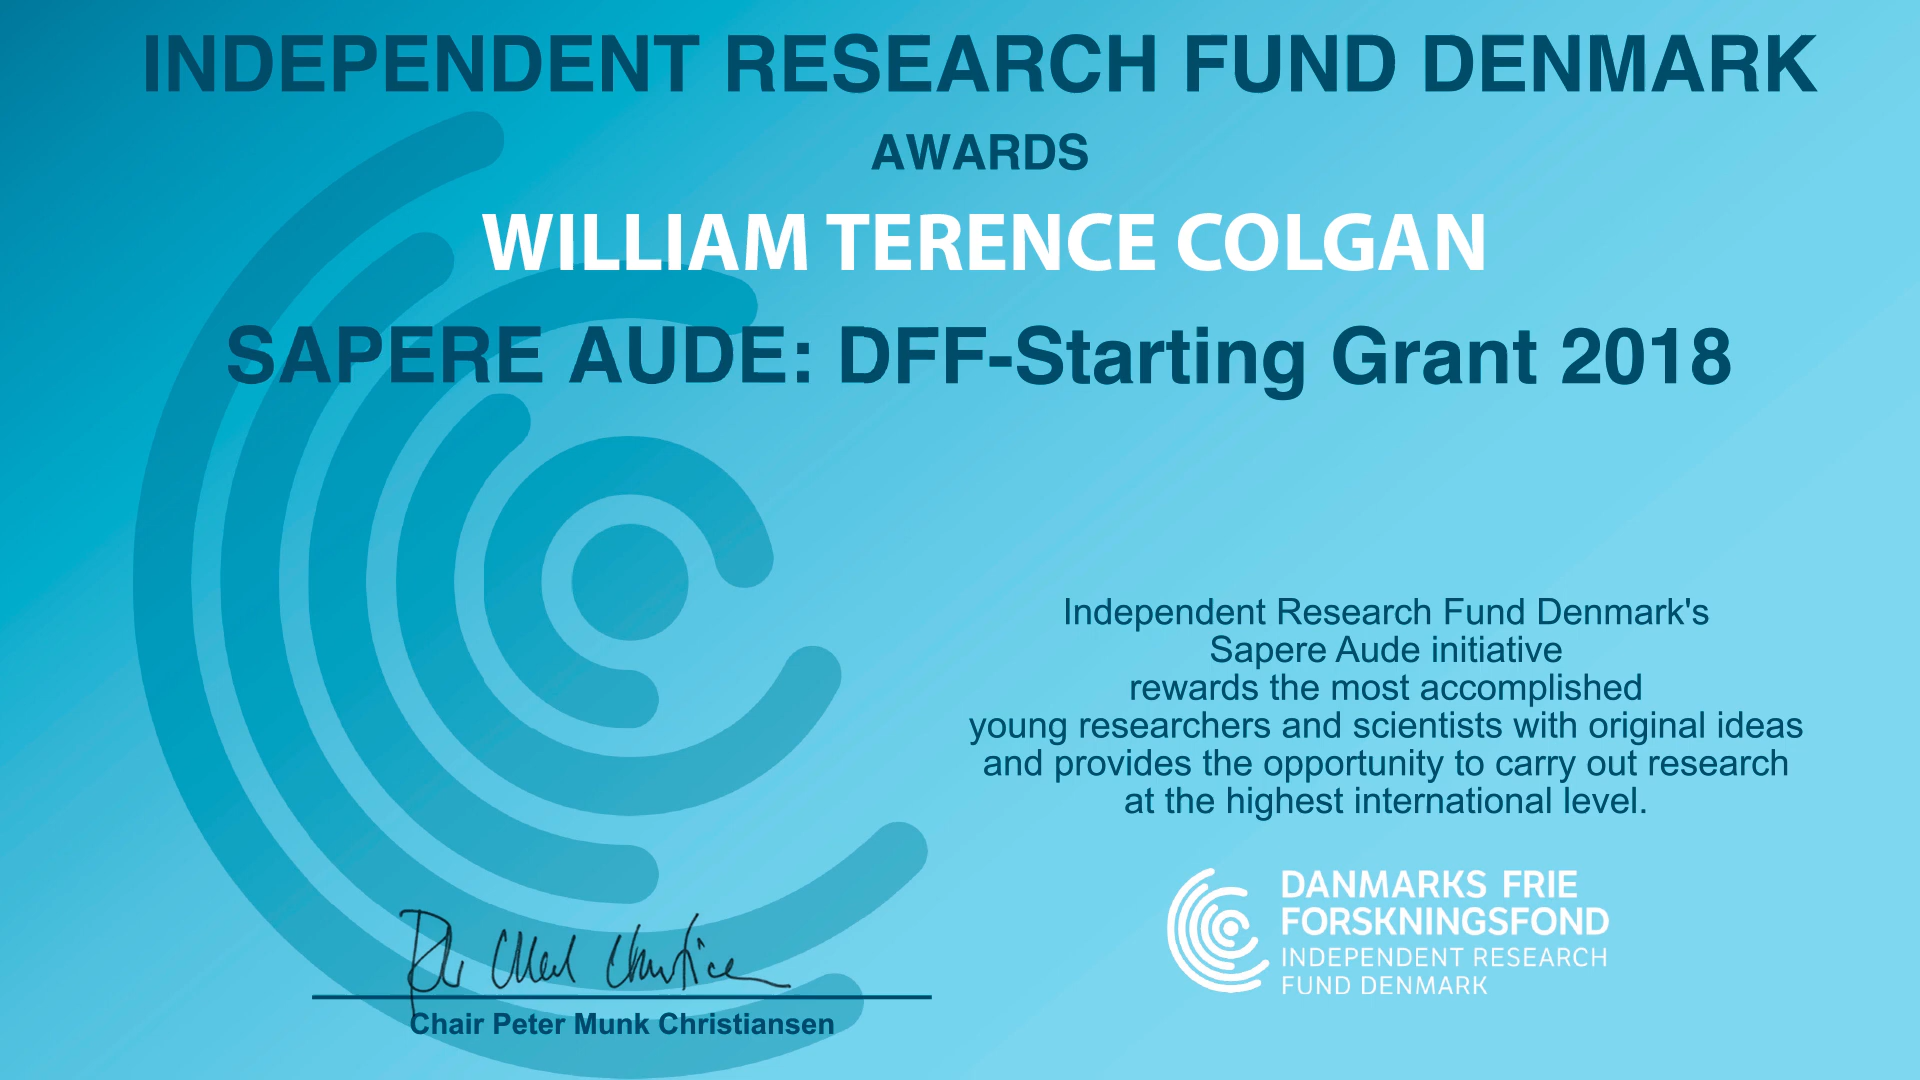 INDEPENDENT RESEARCH FUND DENMARK
AWARDS
WILLIAM TERENCE COLGAN
SAPERE AUDE: DFF-Starting Grant 2018
Independent Research Fund Denmark's
Sapere Aude initiative
rewards the most accomplished
young researchers and scientists with original ideas
and provides the opportunity to carry out research
at the highest international level.
DANMARKS FRIE
FORSKNINGSFOND
INDEPENDENT RESEARCH
FUND DENMARK
Chair Peter Munk Christiansen